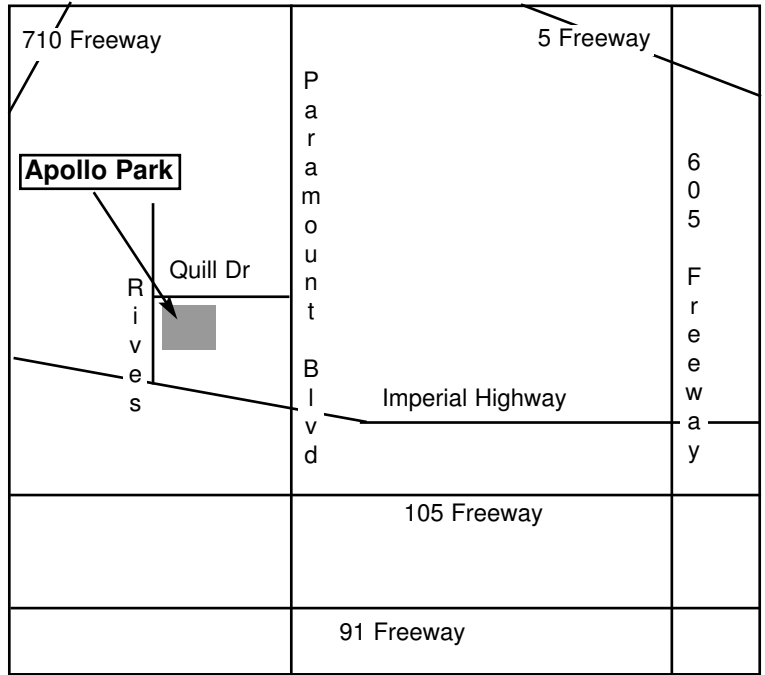 710 Freeway
5 Freeway
Paramount Blvd
Apollo Park
605 Freeway
Quill Dr
Rives
Imperial Highway
105 Freeway
91 Freeway